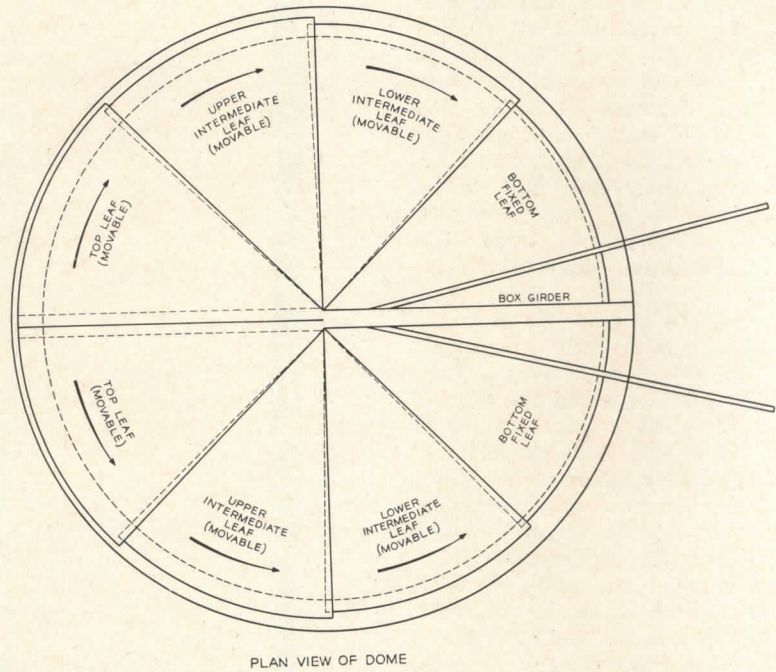 UPPER
INTERMEDIATE
LEAF
(MOVABLE)
LOWER
INTERMEDIATE
LEAF
(MOVABLE)
TOP LEAF
(MOVABLE)
BOTTOM
FIXED
LEAF
BOX GIRDER
TOP LEAF
(MOVABLE)
BOTTOM
FIXED
LEAF
UPPER
INTERMEDIATE
LEAF
(MOVABLE)
LOWER
INTERMEDIATE
LEAF
(MOVABLE)
PLAN VIEW OF DOME